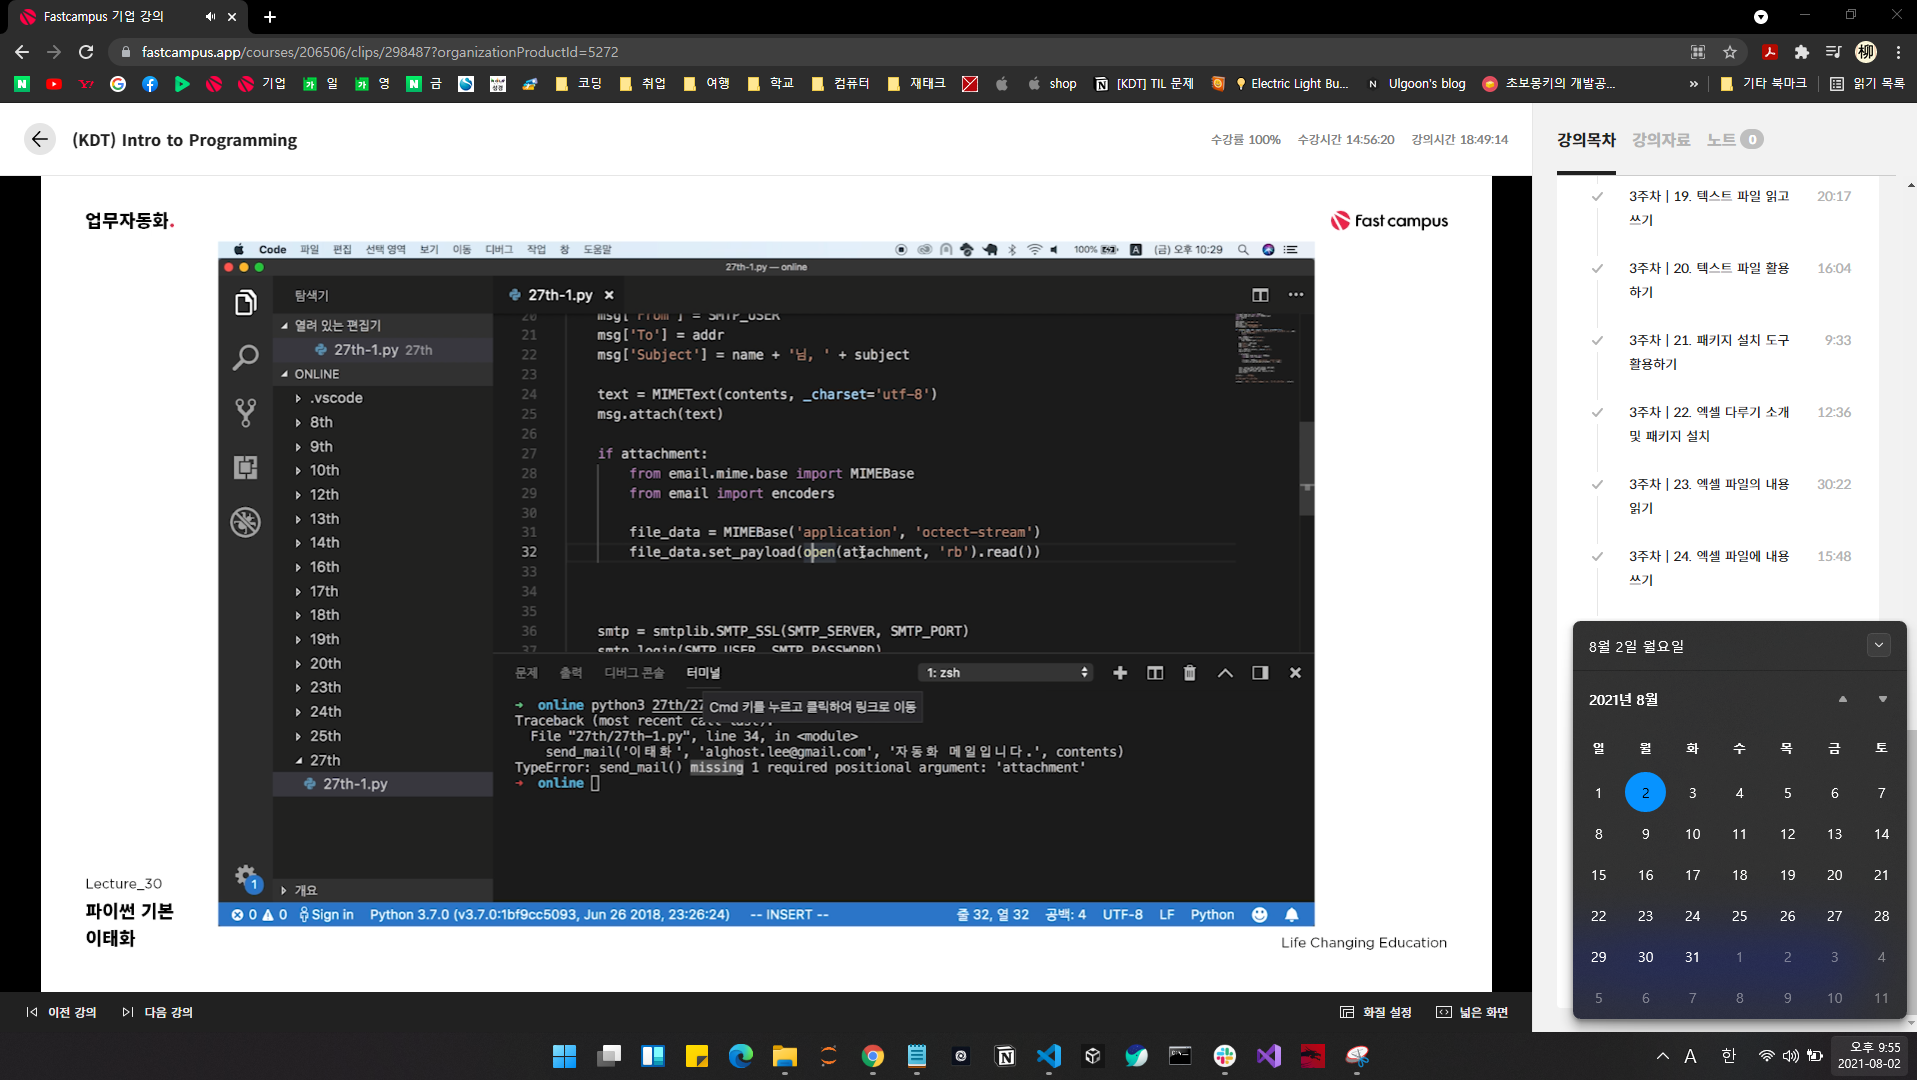 Fastcampus 기업 강의
fastcampus.app/courses/206506/clips/298487?organizationProductId=5272
기업 일 영 금 코딩 취업 여행 학교 컴퓨터 재태크 shop [KDT] TIL 문제 Electric Light Bu... Ulgoon's blog 초보몽키의 개발공... » 기타 북마크 읽기 목록
(KDT) Intro to Programming
수강률 100% 수강시간 14:56:20 강의시간 18:49:14
강의목차 강의자료 노트 0
업무자동화.
Fast campus
Code 파일 편집 선택 영역 보기 이동 디버그 작업 창 도움말 100% A (금) 오후 10:29
27th-1.py — online
탐색기
27th-1.py
열려 있는 편집기
27th-1.py 27th
ONLINE
.vscode
8th
9th
10th
12th
13th
14th
16th
17th
18th
19th
20th
23th
24th
25th
27th
27th-1.py
개요
20 msg['From'] = SMTP_USER
21 msg['To'] = addr
22 msg['Subject'] = name + '님, ' + subject
23
24 text = MIMEText(contents, _charset='utf-8')
25 msg.attach(text)
26
27 if attachment:
28 from email.mime.base import MIMEBase
29 from email import encoders
30
31 file_data = MIMEBase('application', 'octect-stream')
32 file_data.set_payload(open(attachment, 'rb').read())
33
34
35
36 smtp = smtplib.SMTP_SSL(SMTP_SERVER, SMTP_PORT)
37 smtp.login(SMTP_USER, SMTP_PASSWORD)
문제 출력 디버그 콘솔 터미널 1: zsh
→ online python3 27th/27
Cmd 키를 누르고 클릭하여 링크로 이동
Traceback (most recent call last):
File "27th/27th-1.py", line 34, in <module>
send_mail('이태화', 'alghost.lee@gmail.com', '자동화 메일입니다.', contents)
TypeError: send_mail() missing 1 required positional argument: 'attachment'
→ online
1
0 0 Sign in Python 3.7.0 (v3.7.0:1bf9cc5093, Jun 26 2018, 23:26:24) -- INSERT -- 줄 32, 열 32 공백: 4 UTF-8 LF Python
Lecture_30
파이썬 기본
이태화
Life Changing Education
3주차 | 19. 텍스트 파일 읽고 쓰기 20:17
3주차 | 20. 텍스트 파일 활용하기 16:04
3주차 | 21. 패키지 설치 도구 활용하기 9:33
3주차 | 22. 엑셀 다루기 소개 및 패키지 설치 12:36
3주차 | 23. 엑셀 파일의 내용 읽기 30:22
3주차 | 24. 엑셀 파일에 내용 쓰기 15:48
8월 2일 월요일
2021년 8월
일 월 화 수 목 금 토
1 2 3 4 5 6 7
8 9 10 11 12 13 14
15 16 17 18 19 20 21
22 23 24 25 26 27 28
29 30 31 1 2 3 4
5 6 7 8 9 10 11
이전 강의 다음 강의 화질 설정 넓은 화면
A 한 오후 9:55
2021-08-02